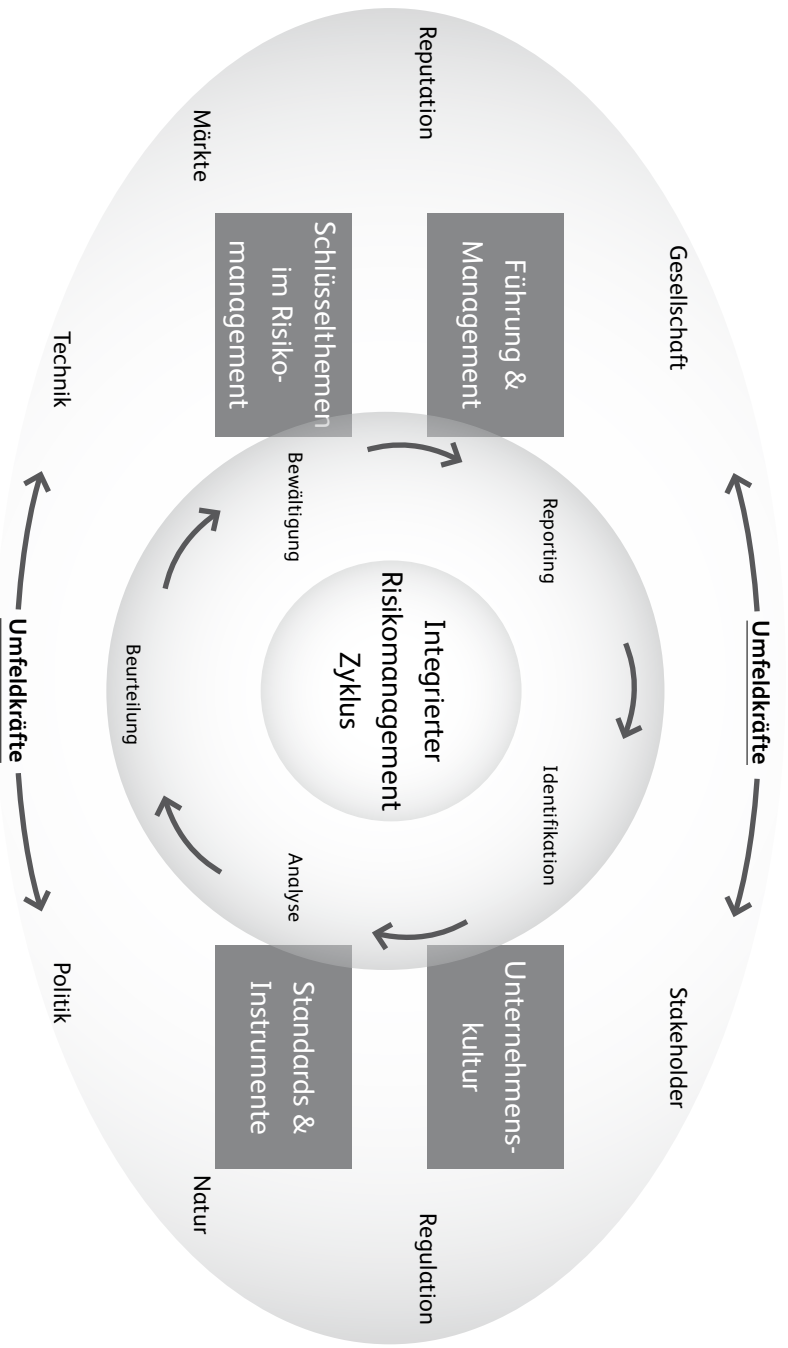 Umfeldkräfte
Gesellschaft
Stakeholder
Führung &
Management
Unternehmens-
kultur
Reporting
Identifikation
Reputation
Regulation
Integrierter
Risikomanagement
Zyklus
Schlüsselthemen
im Risiko-
management
Bewältigung
Analyse
Standards &
Instrumente
Märkte
Natur
Beurteilung
Technik
Politik
Umfeldkräfte